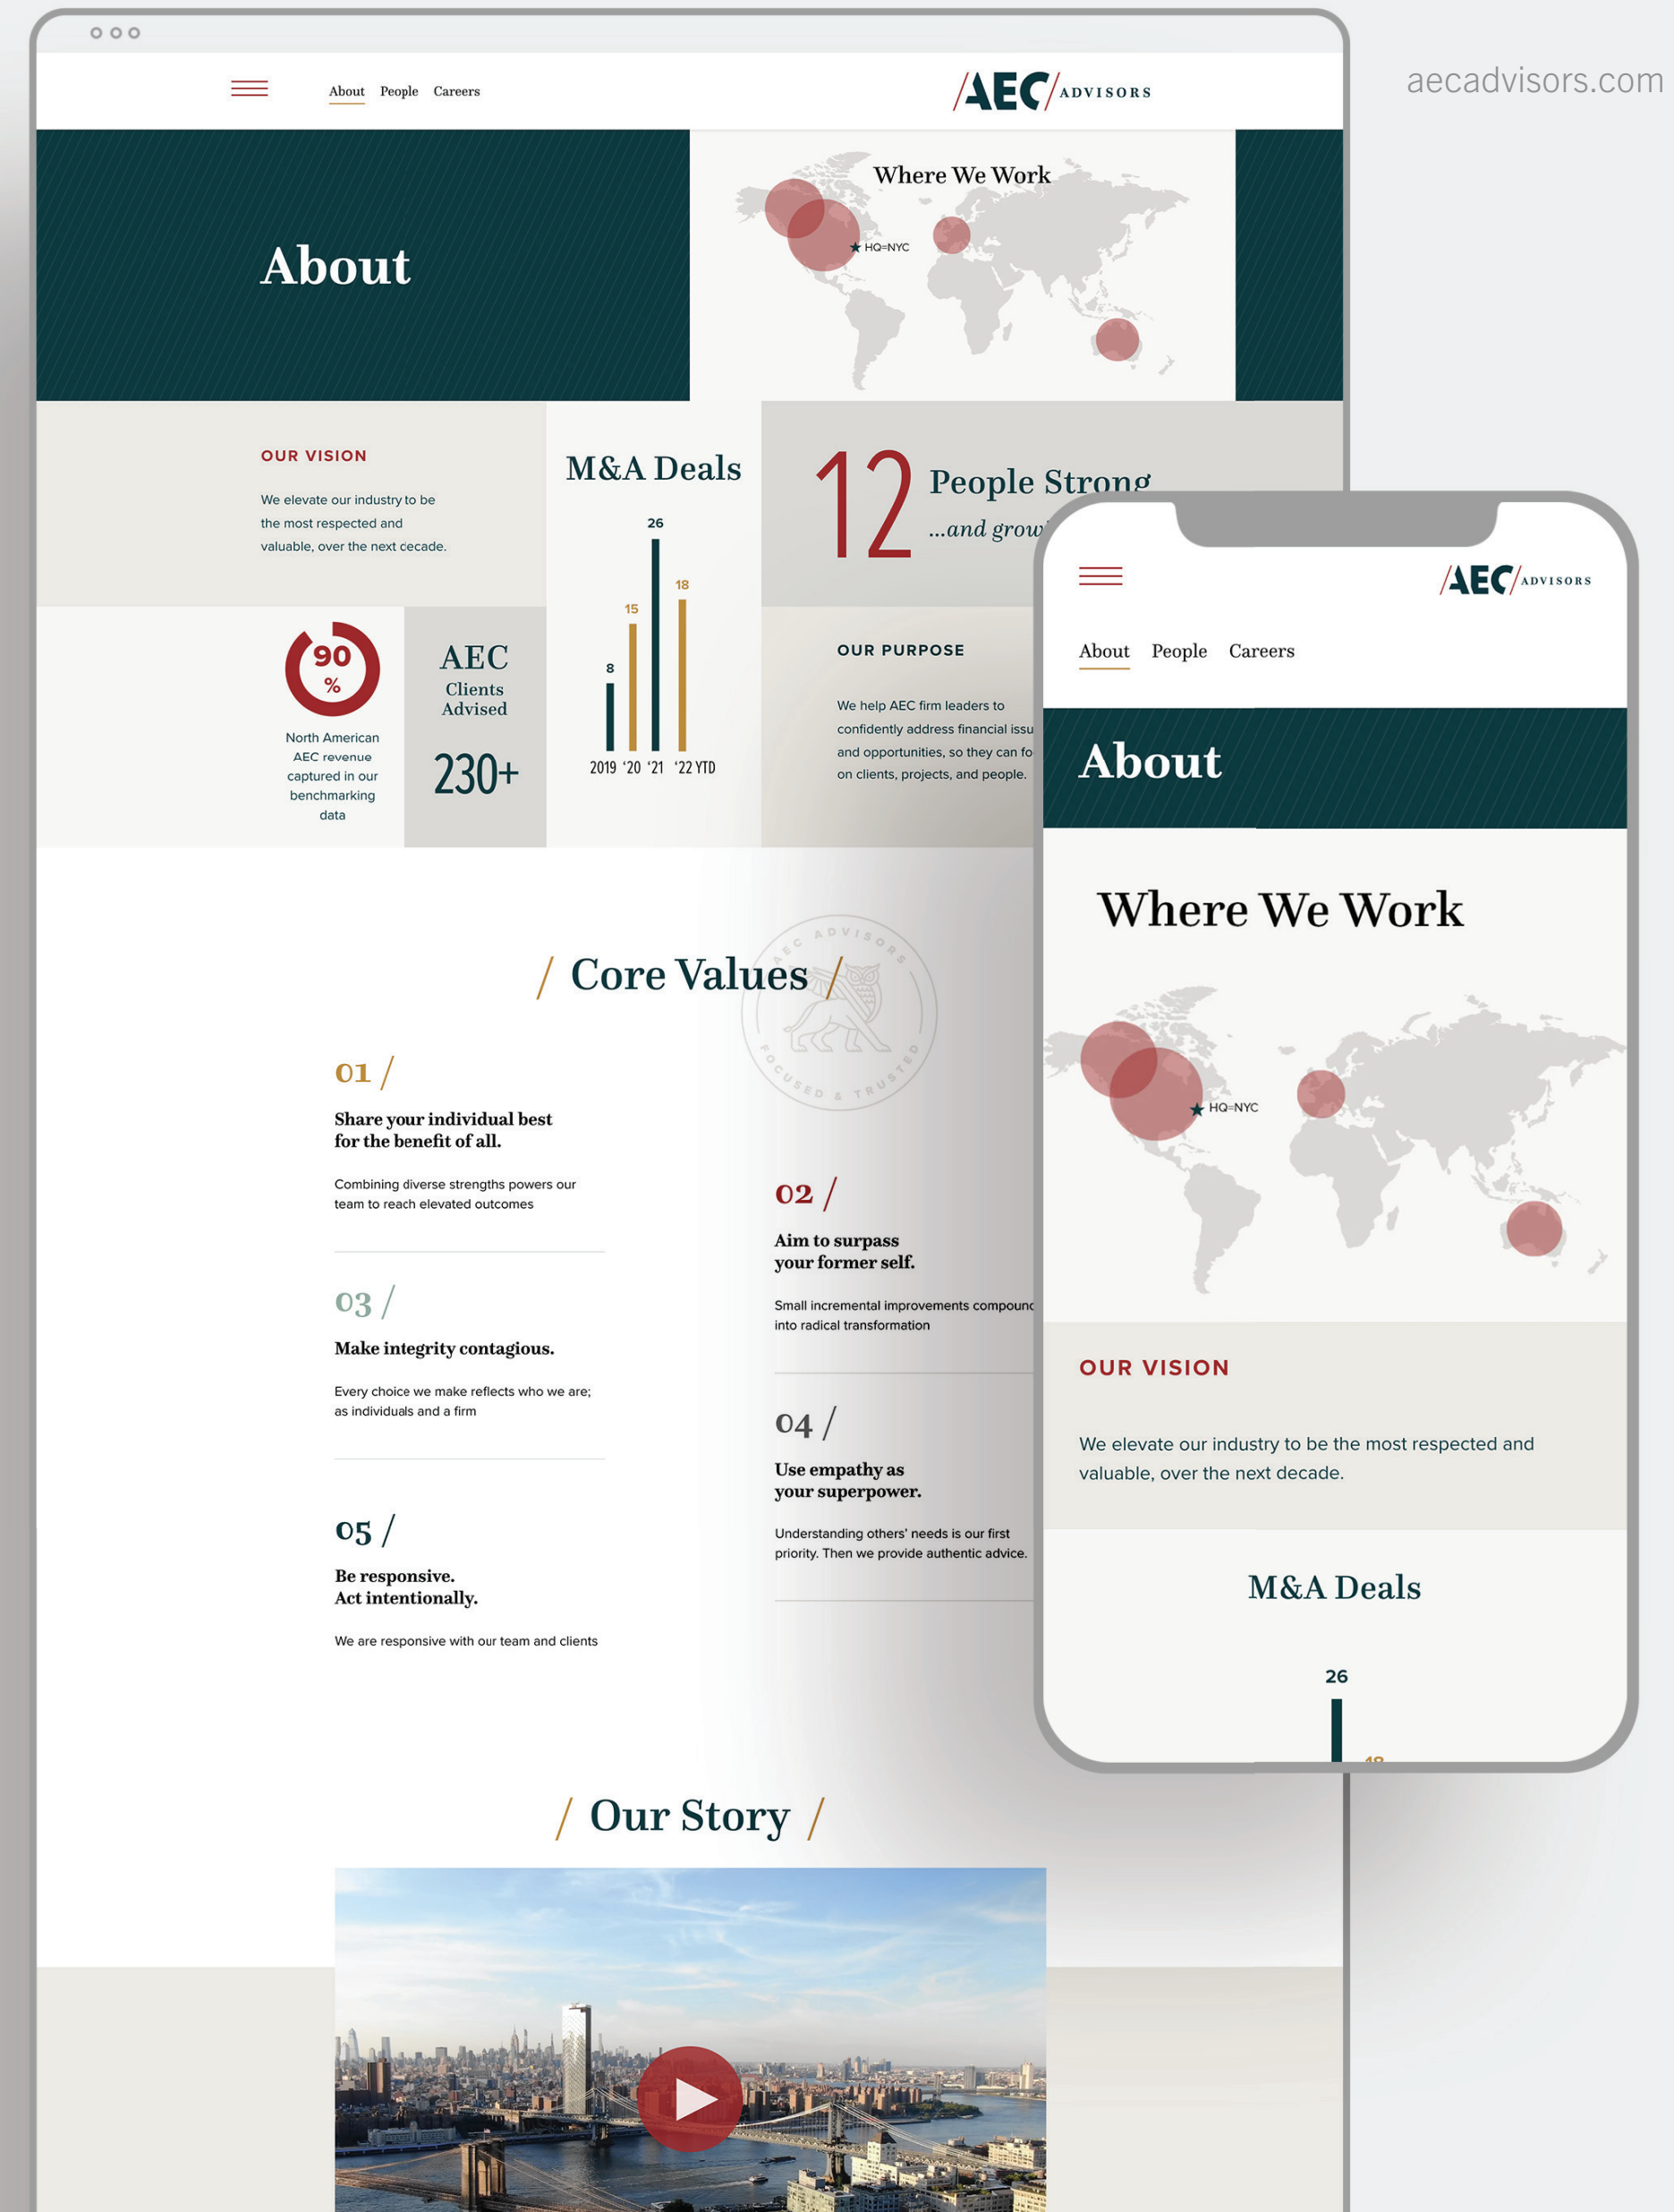 aecadvisors.com
About People Careers
AEC ADVISORS
About
Where We Work
HQ=NYC
OUR VISION
We elevate our industry to be
the most respected and
valuable, over the next decade.
M&A Deals
26
18
15
8
2019 ‘20 ‘21 ‘22 YTD
12
People Strong
...and
90
%
North American
AEC revenue
captured in our
benchmarking
data
AEC
Clients
Advised
230+
OUR PURPOSE
We help AEC firm leaders to
confidently address financial
and opportunities, so they can
on clients, projects, and people.
/ Core Values /
AEC ADVISORS
FOCUSED & TRUSTED
01 /
Share your individual best
for the benefit of all.
Combining diverse strengths powers our
team to reach elevated outcomes
02 /
Aim to surpass
your former self.
Small incremental improvements compound
into radical transformation
03 /
Make integrity contagious.
Every choice we make reflects who we are;
as individuals and a firm
04 /
Use empathy as
your superpower.
Understanding others’ needs is our first
priority. Then we provide authentic advice.
05 /
Be responsive.
Act intentionally.
We are responsive with our team and clients
/ Our Story /
AEC ADVISORS
About People Careers
About
Where We Work
HQ=NYC
OUR VISION
We elevate our industry to be the most respected and
valuable, over the next decade.
M&A Deals
26